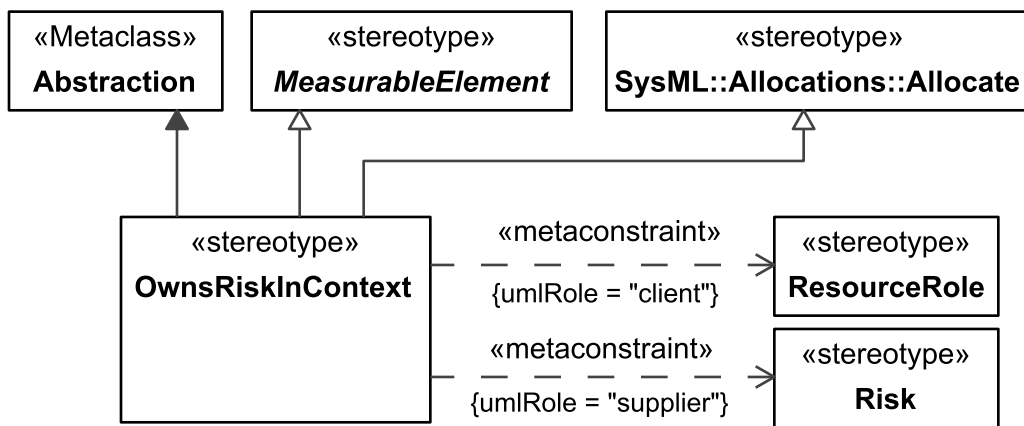 «Metaclass»
Abstraction
«stereotype»
MeasurableElement
«stereotype»
SysML::Allocations::Allocate
«stereotype»
OwnsRiskInContext
«metaconstraint»
{umlRole = "client"}
«stereotype»
ResourceRole
«metaconstraint»
{umlRole = "supplier"}
«stereotype»
Risk